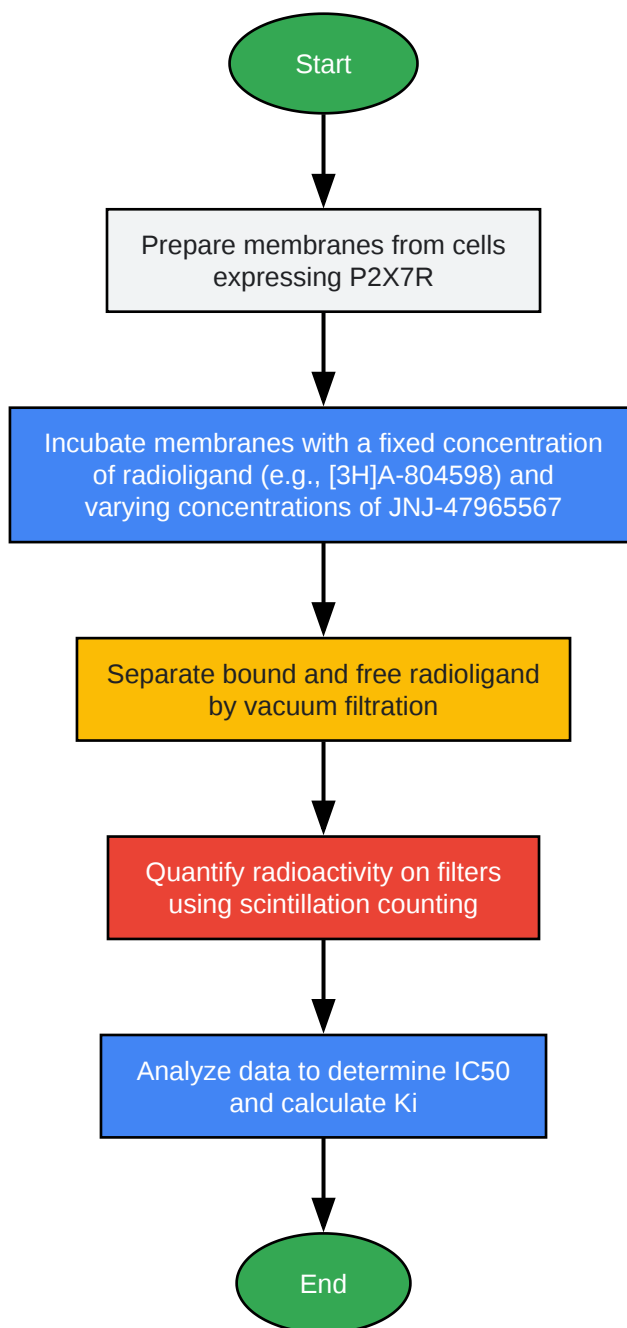 Start
Prepare membranes from cells
expressing P2X7R
Incubate membranes with a fixed concentration
of radioligand (e.g., [3H]A-804598) and
varying concentrations of JNJ-47965567
Separate bound and free radioligand
by vacuum filtration
Quantify radioactivity on filters
using scintillation counting
Analyze data to determine IC50
and calculate Ki
End